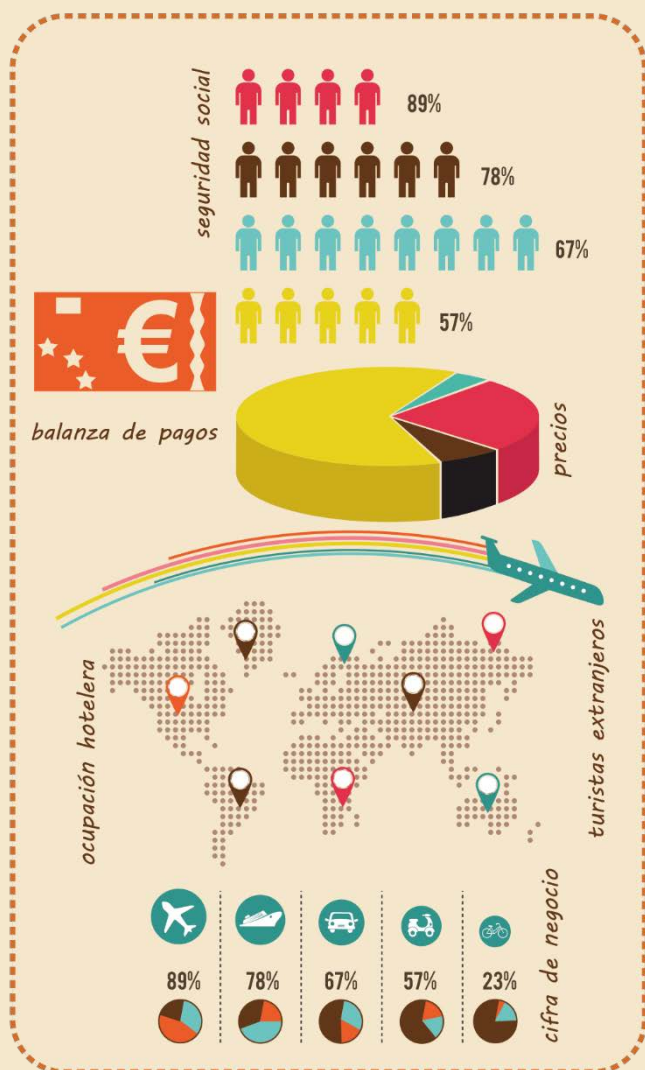 seguridad social
89%
78%
67%
57%
€
balanza de pagos
precios
ocupación hotelera
turistas extranjeros
cifra de negocio
89% 78% 67% 57% 23%